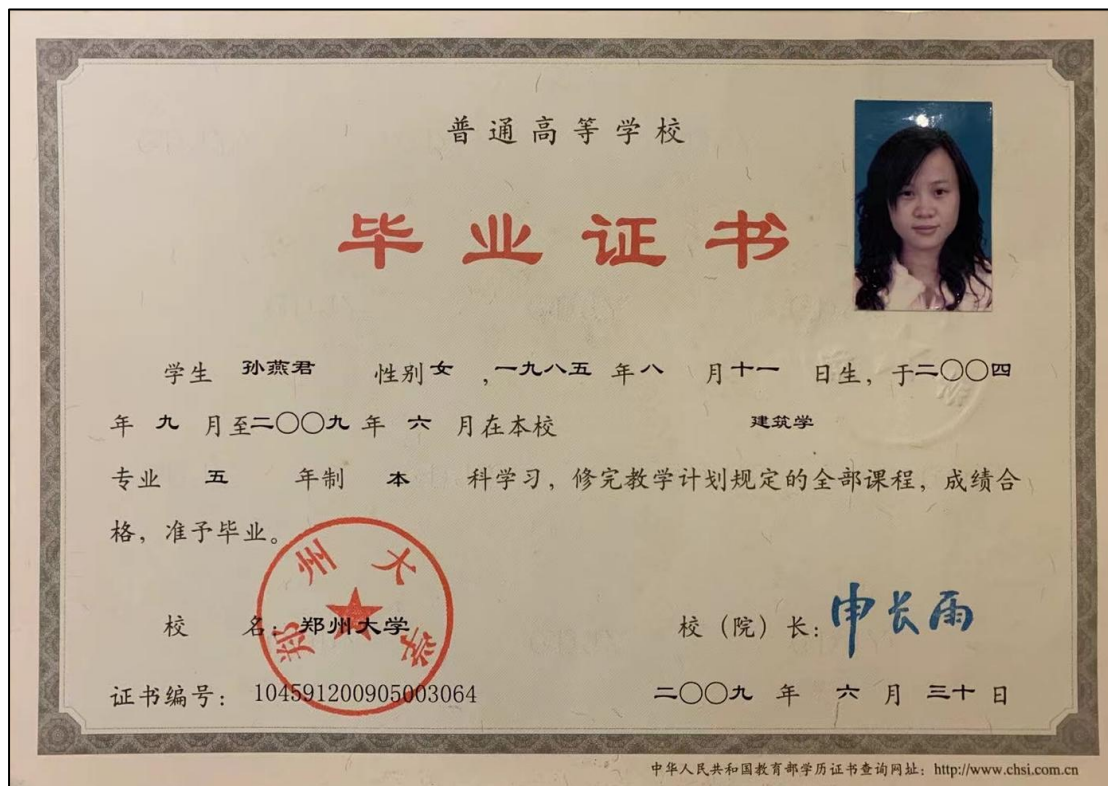 普通高等学校
毕业证书
学生 孙燕君 性别 女 ,一九八五 年 八 月 十一 日生，于二〇〇四
年 九 月至二〇〇九 年 六 月在本校 建筑学
专业 五 年制 本 科学习，修完教学计划规定的全部课程，成绩合
格，准予毕业。
郑州大学
校 名：郑州大学 校（院）长：申长雨
证书编号：104591200905003064 二〇〇九 年 六 月 三十 日
中华人民共和国教育部学历证书查询网址：http://www.chsi.com.cn